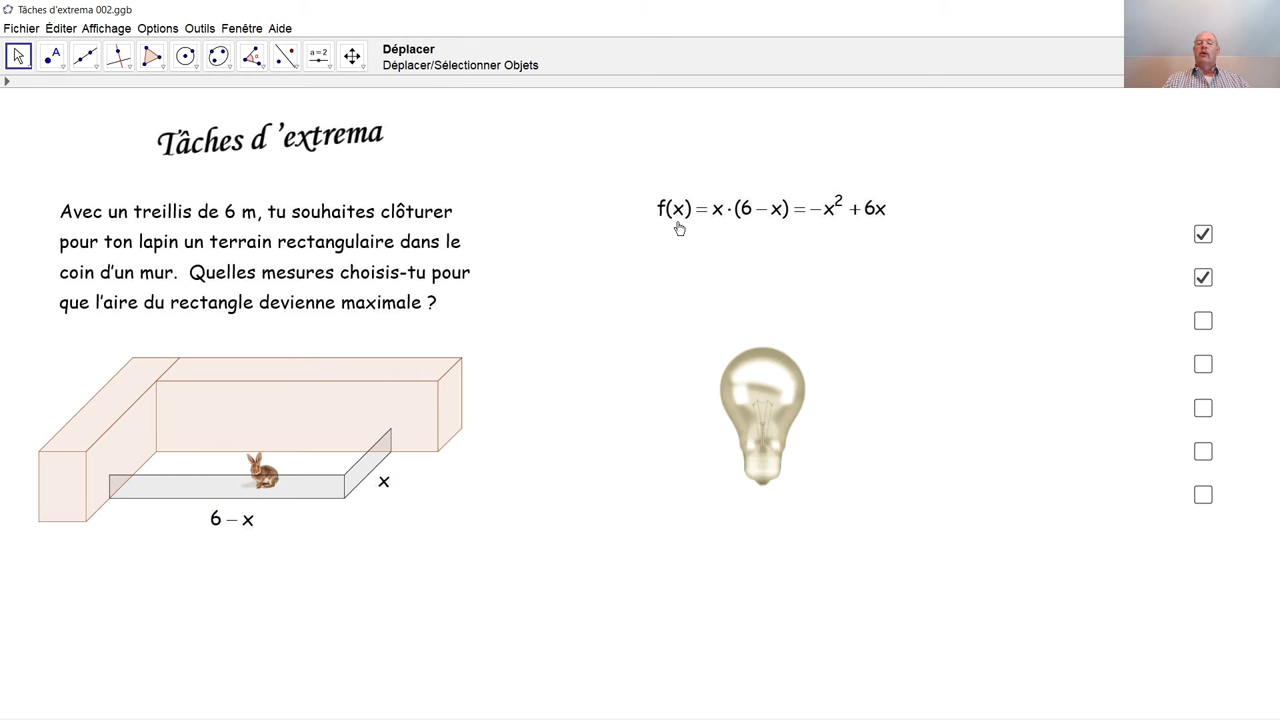 Tâches d'extrema 002.ggb
Fichier Éditer Affichage Options Outils Fenêtre Aide
A
a=2
Déplacer
Déplacer/Sélectionner Objets
Tâches d'extrema
Avec un treillis de 6 m, tu souhaites clôturer
pour ton lapin un terrain rectangulaire dans le
coin d'un mur. Quelles mesures choisis-tu pour
que l'aire du rectangle devienne maximale ?
f(x) = x · (6 – x) = –x² + 6x
x
6 – x